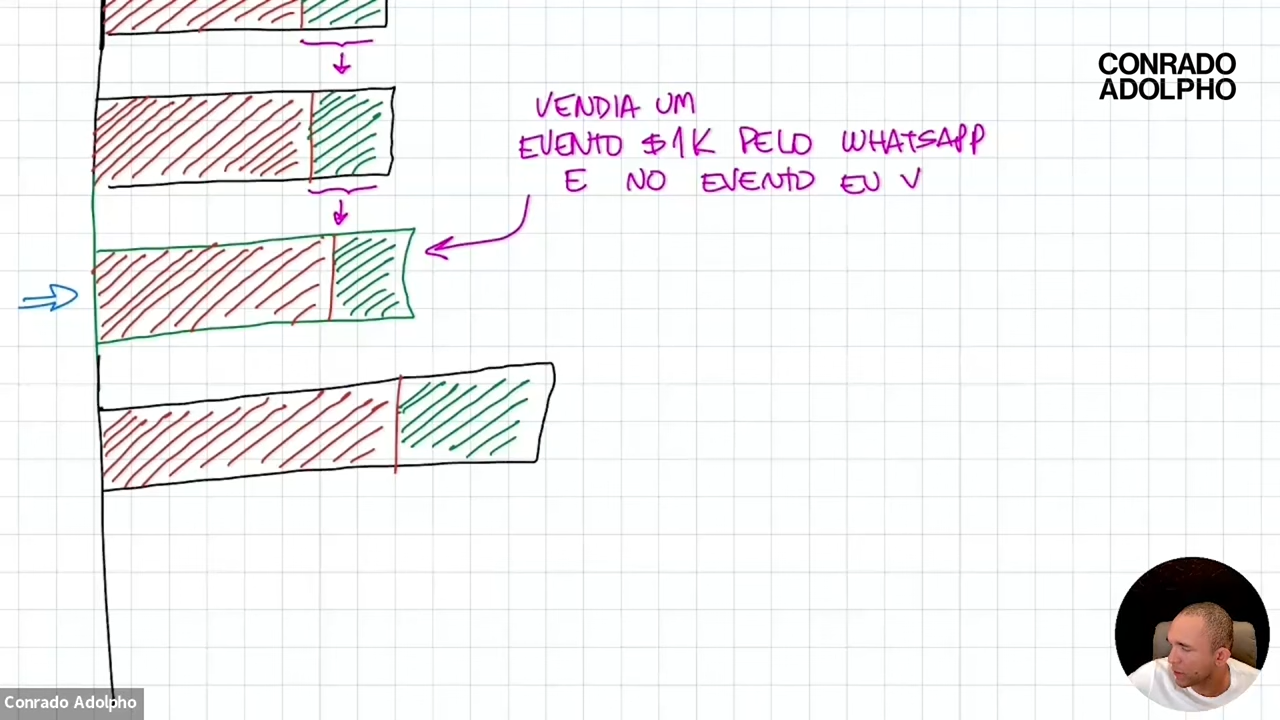 CONRADO
ADOLPHO
VENDIA UM
EVENTO $1K PELO WHATSAPP
E NO EVENTO EU V
Conrado Adolpho